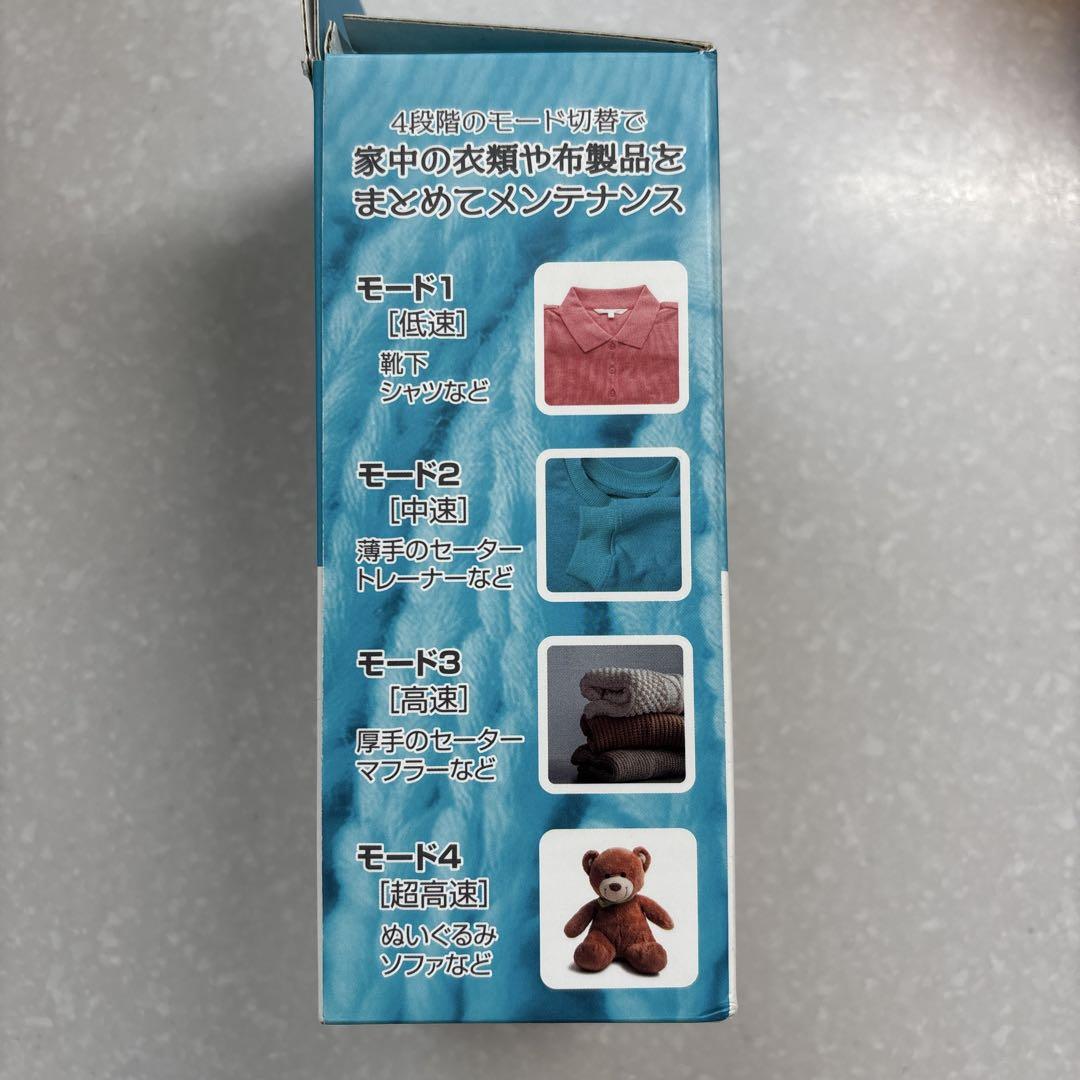 4段階のモード切替で
家中の衣類や布製品を
まとめてメンテナンス
モード1
[低速]
靴下
シャツなど
モード2
[中速]
薄手のセーター
トレーナーなど
モード3
[高速]
厚手のセーター
マフラーなど
モード4
[超高速]
ぬいぐるみ
ソファなど